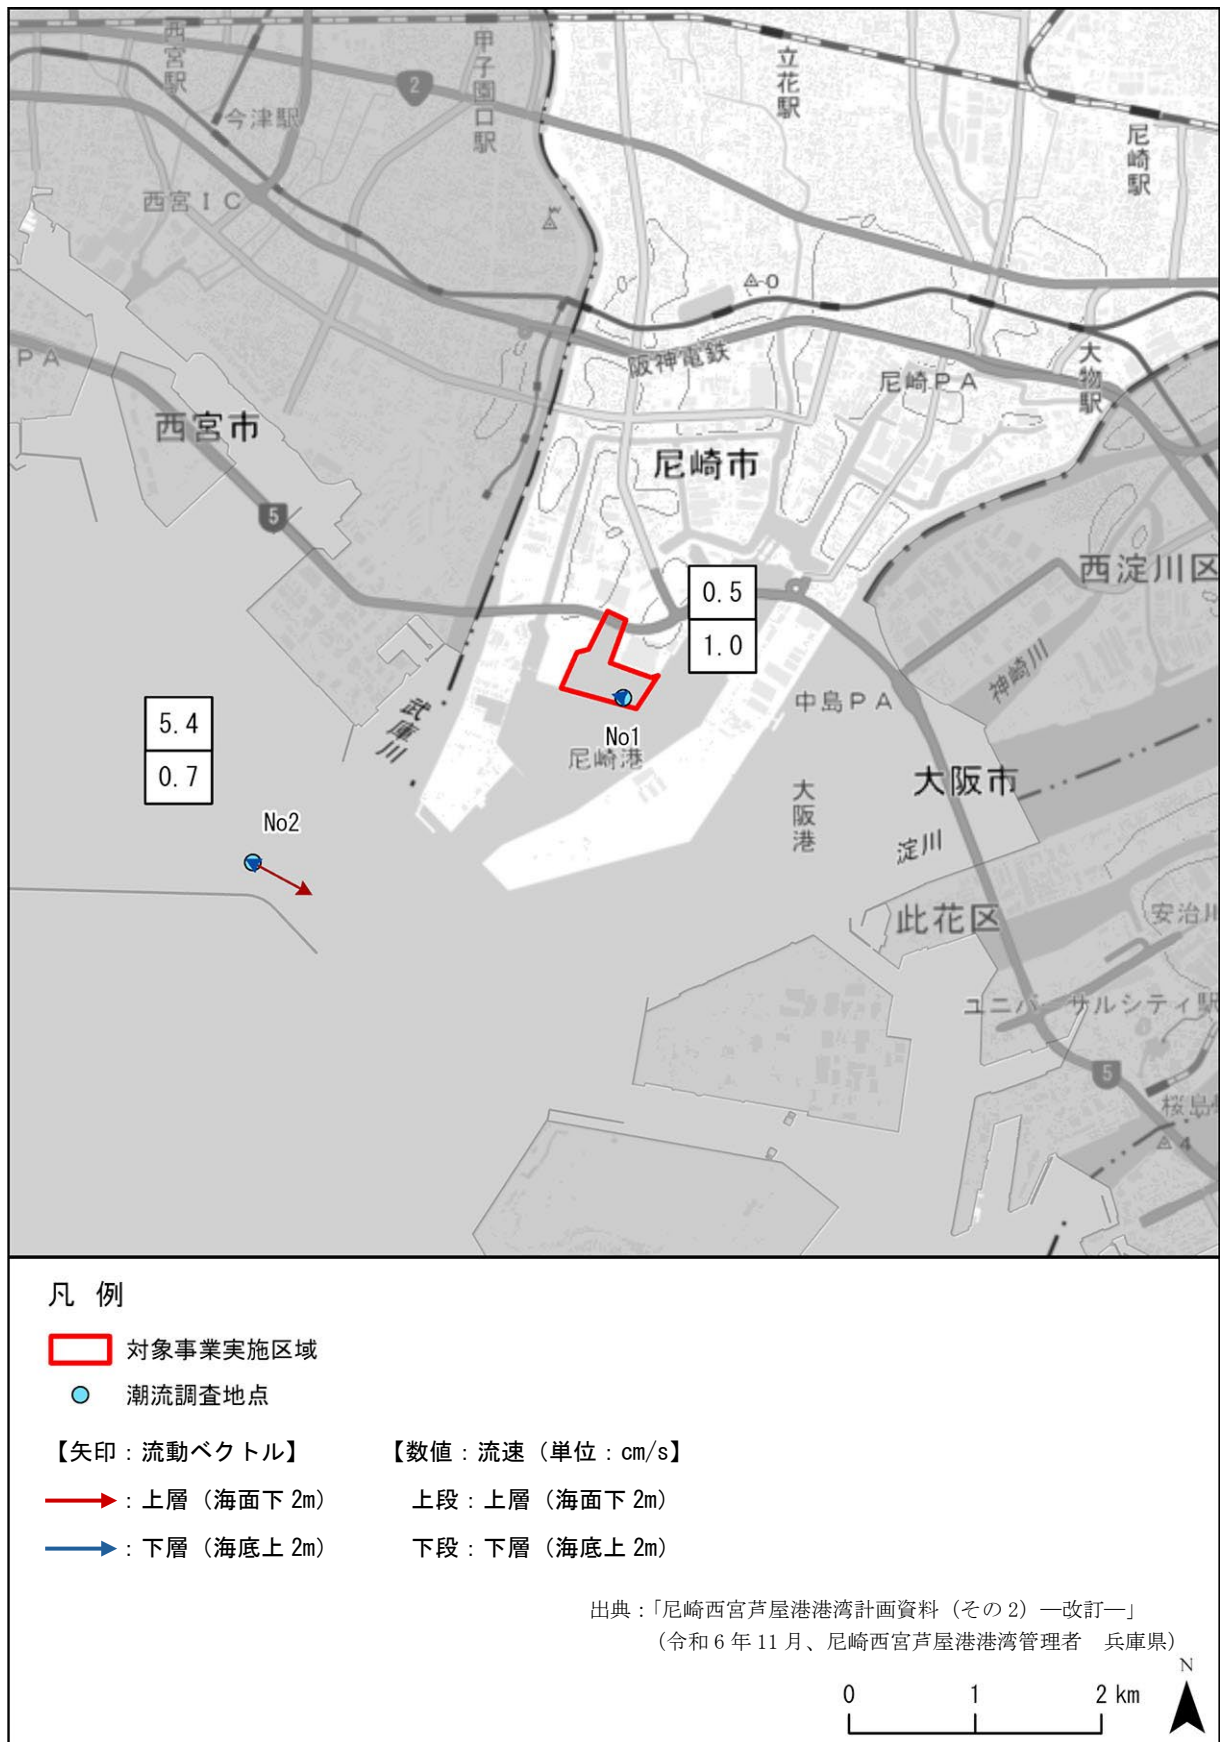 西宮駅
甲子園口駅
立花駅
2
今津駅
尼崎駅
西宮IC
0
阪神電鉄
PA
尼崎PA
大物駅
西宮市
尼崎市
5
西淀川区
0.5
1.0
神崎川
中島PA
武庫川
5.4
0.7
No1
尼崎港
大阪市
大阪港
No2
淀川
此花区
安治川
ユニバーサルシティ駅
5
桜島
4
凡 例
対象事業実施区域
潮流調査地点
【矢印：流動ベクトル】 【数値：流速（単位：cm/s】
：上層（海面下 2m） 上段：上層（海面下 2m）
：下層（海底上 2m） 下段：下層（海底上 2m）
出典：「尼崎西宮芦屋港港湾計画資料（その 2）―改訂―」
（令和 6 年 11 月、尼崎西宮芦屋港港湾管理者 兵庫県）
N
0 1 2 km